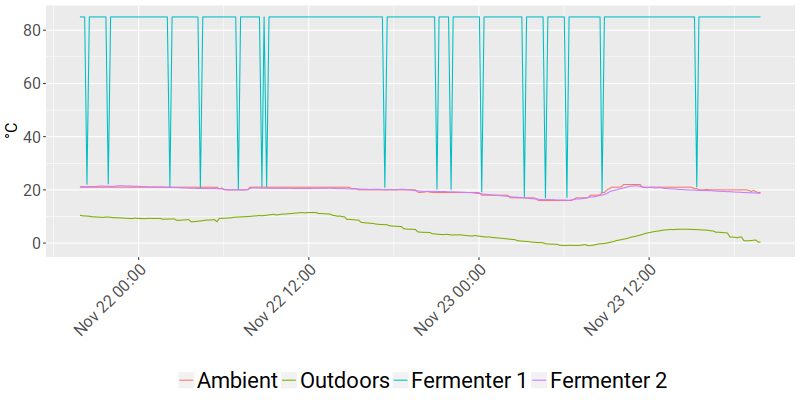 °C
80
60
40
20
0
Nov 22 00:00
Nov 22 12:00
Nov 23 00:00
Nov 23 12:00
Ambient Outdoors Fermenter 1 Fermenter 2